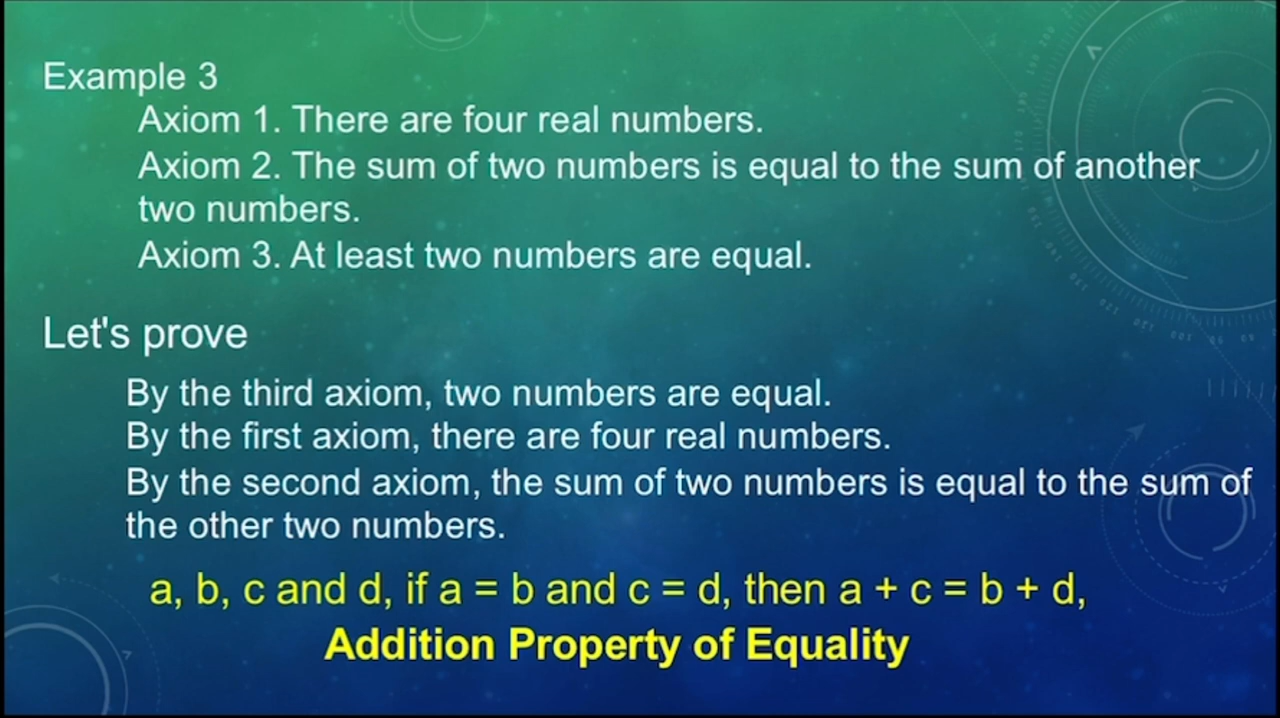 Example 3
Axiom 1. There are four real numbers.
Axiom 2. The sum of two numbers is equal to the sum of another
two numbers.
Axiom 3. At least two numbers are equal.
Let's prove
By the third axiom, two numbers are equal.
By the first axiom, there are four real numbers.
By the second axiom, the sum of two numbers is equal to the sum of
the other two numbers.
a, b, c and d, if a = b and c = d, then a + c = b + d,
Addition Property of Equality